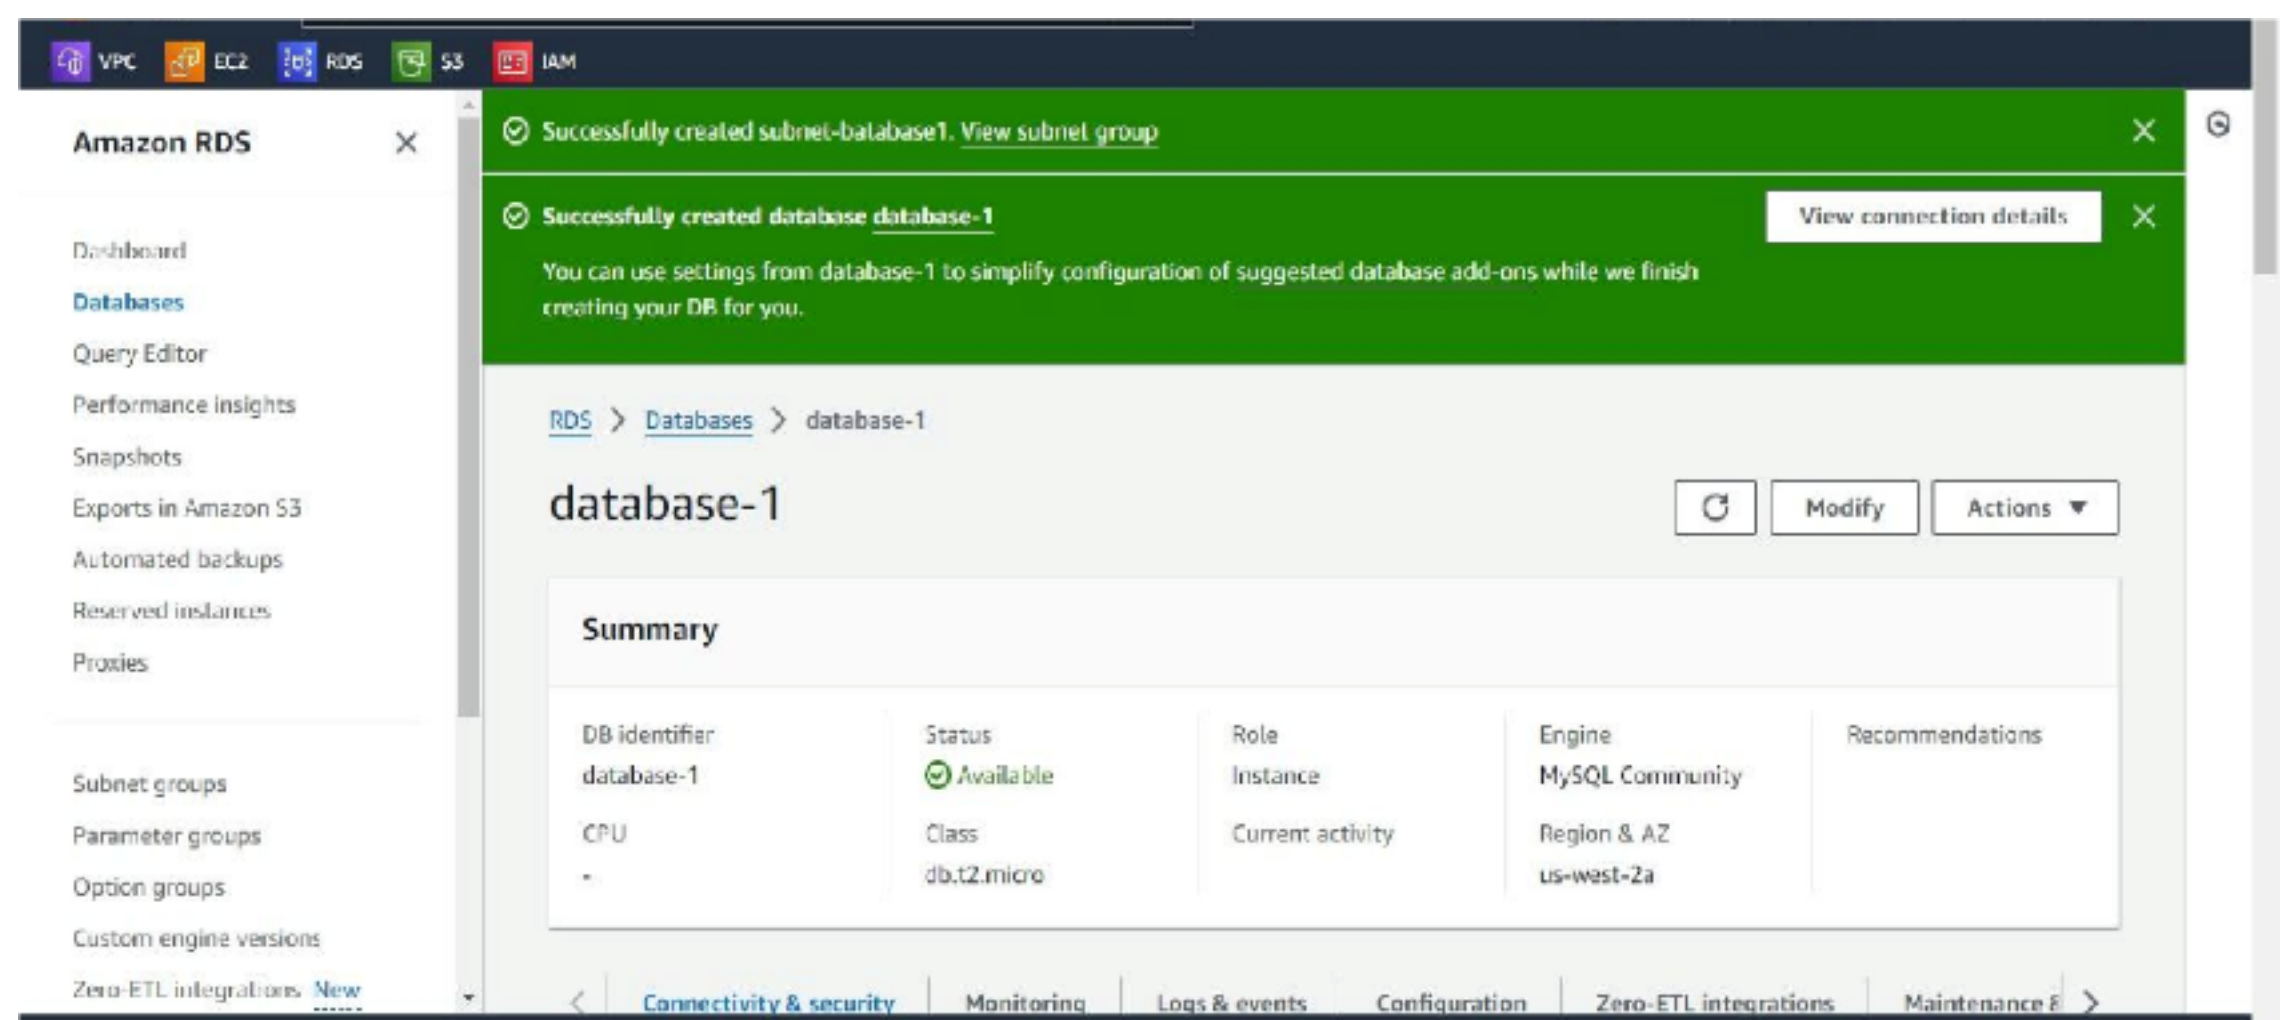 VPC EC2 RDS S3 IAM
Amazon RDS
Dashboard
Databases
Query Editor
Performance insights
Snapshots
Exports in Amazon S3
Automated backups
Reserved instances
Proxies
Subnet groups
Parameter groups
Option groups
Custom engine versions
Zero-ETL integrations New
Successfully created subnet-batabase1. View subnet group
Successfully created database database-1
View connection details
You can use settings from database-1 to simplify configuration of suggested database add-ons while we finish
creating your DB for you.
RDS > Databases > database-1
database-1
Modify
Actions
Summary
DB identifier
database-1
Status
Available
Role
Instance
Engine
MySQL Community
Recommendations
CPU
-
Class
db.t2.micro
Current activity
Region & AZ
us-west-2a
Connectivity & security
Monitoring
Logs & events
Configuration
Zero-ETL integrations
Maintenance &